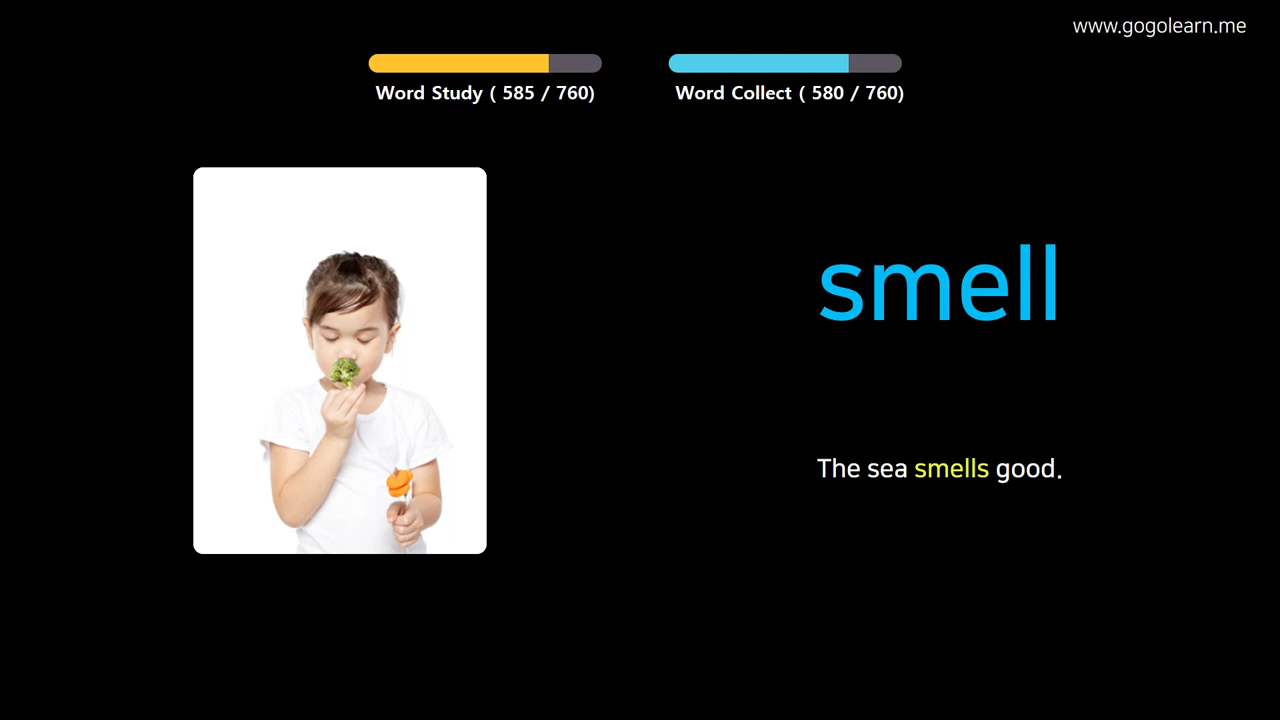 www.gogolearn.me
Word Study ( 585 / 760)
Word Collect ( 580 / 760)
smell
The sea smells good.